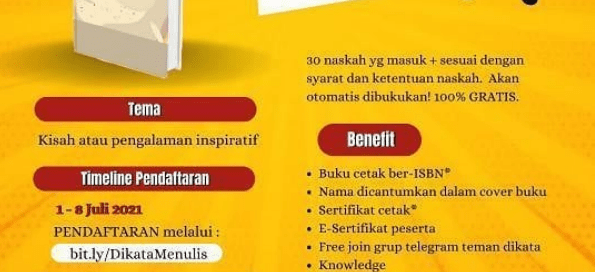 Tema
Kisah atau pengalaman inspiratif
Timeline Pendaftaran
1 - 8 Juli 2021
PENDAFTARAN melalui :
bit.ly/DikataMenulis
30 naskah yg masuk + sesuai dengan
syarat dan ketentuan naskah. Akan
otomatis dibukukan! 100% GRATIS.
Benefit
• Buku cetak ber-ISBN*
• Nama dicantumkan dalam cover buku
• Sertifikat cetak*
• E-Sertifikat peserta
• Free join grup telegram teman dikata
• Knowledge